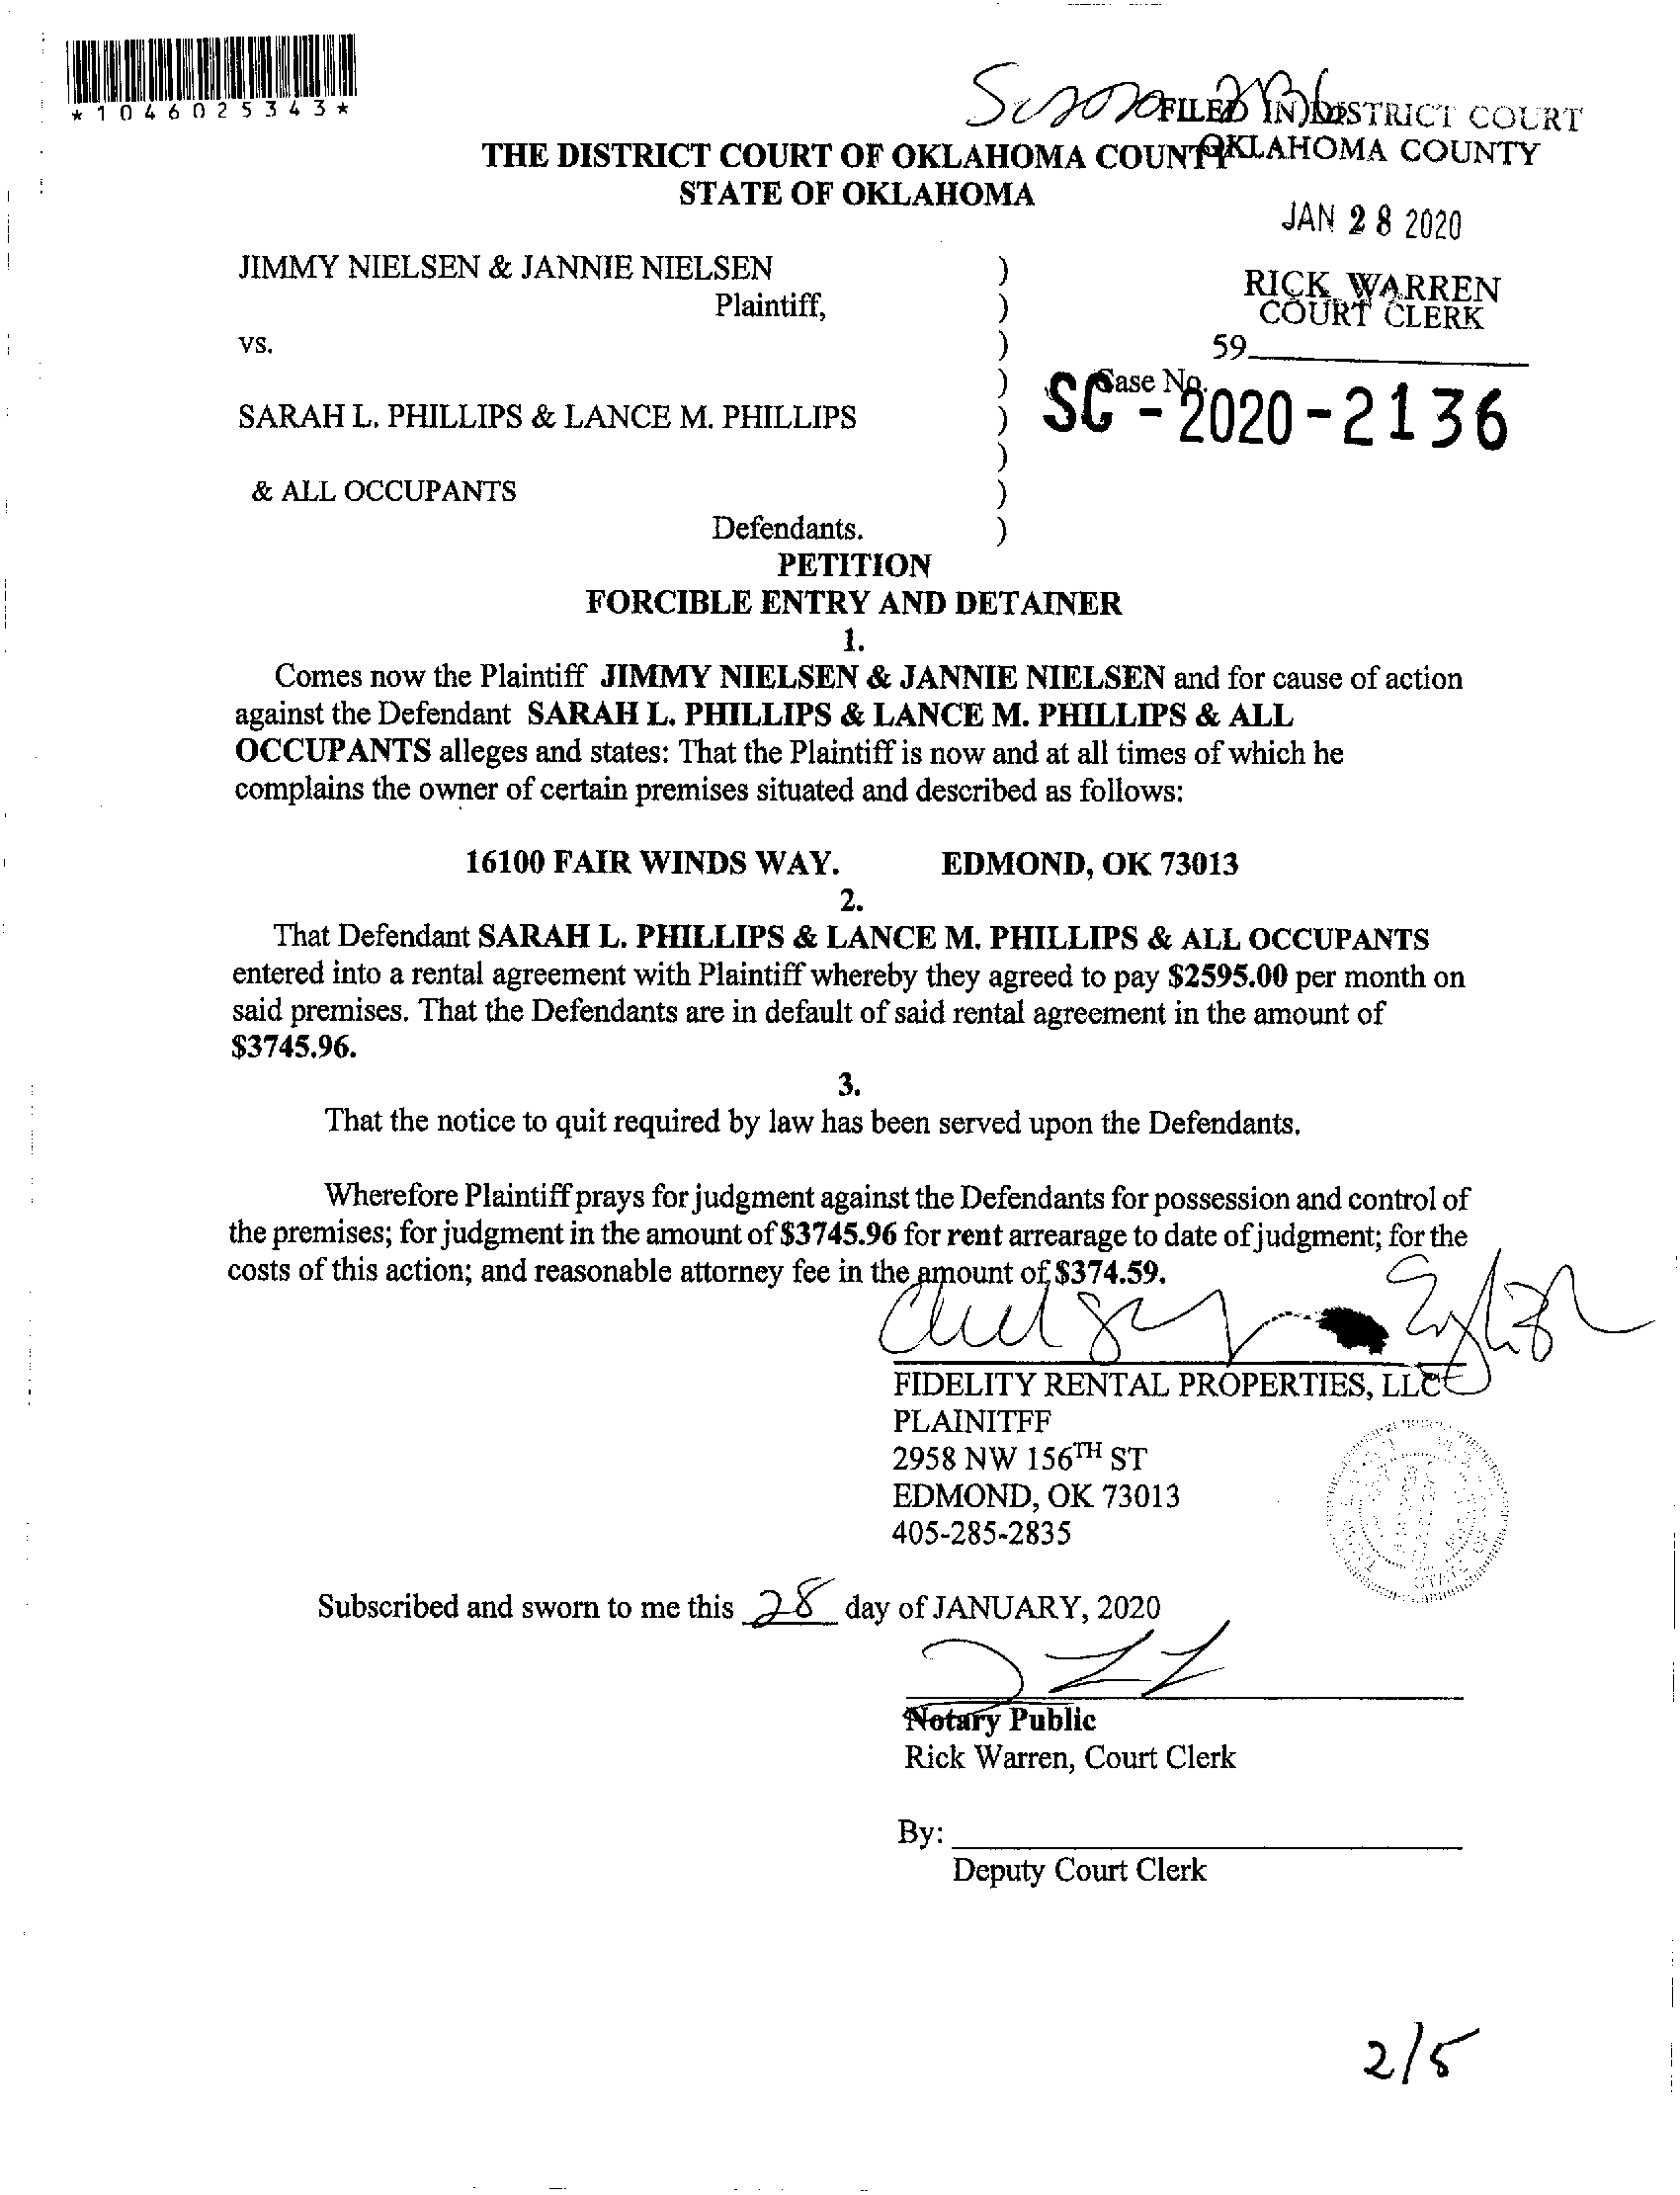 *1046025343*
FILED IN DISTRICT COURT
OKLAHOMA COUNTY
THE DISTRICT COURT OF OKLAHOMA COUNTY
STATE OF OKLAHOMA
JAN 28 2020
JIMMY NIELSEN & JANNIE NIELSEN )
Plaintiff, )
RICK WARREN
COURT CLERK
vs. )
59
)
Case No.
SC-2020-2136
SARAH L. PHILLIPS & LANCE M. PHILLIPS )
)
& ALL OCCUPANTS )
Defendants. )
PETITION
FORCIBLE ENTRY AND DETAINER
1.
Comes now the Plaintiff JIMMY NIELSEN & JANNIE NIELSEN and for cause of action
against the Defendant SARAH L. PHILLIPS & LANCE M. PHILLIPS & ALL
OCCUPANTS alleges and states: That the Plaintiff is now and at all times of which he
complains the owner of certain premises situated and described as follows:
16100 FAIR WINDS WAY. EDMOND, OK 73013
2.
That Defendant SARAH L. PHILLIPS & LANCE M. PHILLIPS & ALL OCCUPANTS
entered into a rental agreement with Plaintiff whereby they agreed to pay $2595.00 per month on
said premises. That the Defendants are in default of said rental agreement in the amount of
$3745.96.
3.
That the notice to quit required by law has been served upon the Defendants.
Wherefore Plaintiff prays for judgment against the Defendants for possession and control of
the premises; for judgment in the amount of $3745.96 for rent arrearage to date of judgment; for the
costs of this action; and reasonable attorney fee in the amount of $374.59.
FIDELITY RENTAL PROPERTIES, LLC
PLAINITFF
2958 NW 156TH ST
EDMOND, OK 73013
405-285-2835
Subscribed and sworn to me this 28 day of JANUARY, 2020
Notary Public
Rick Warren, Court Clerk
By:
Deputy Court Clerk
2/5